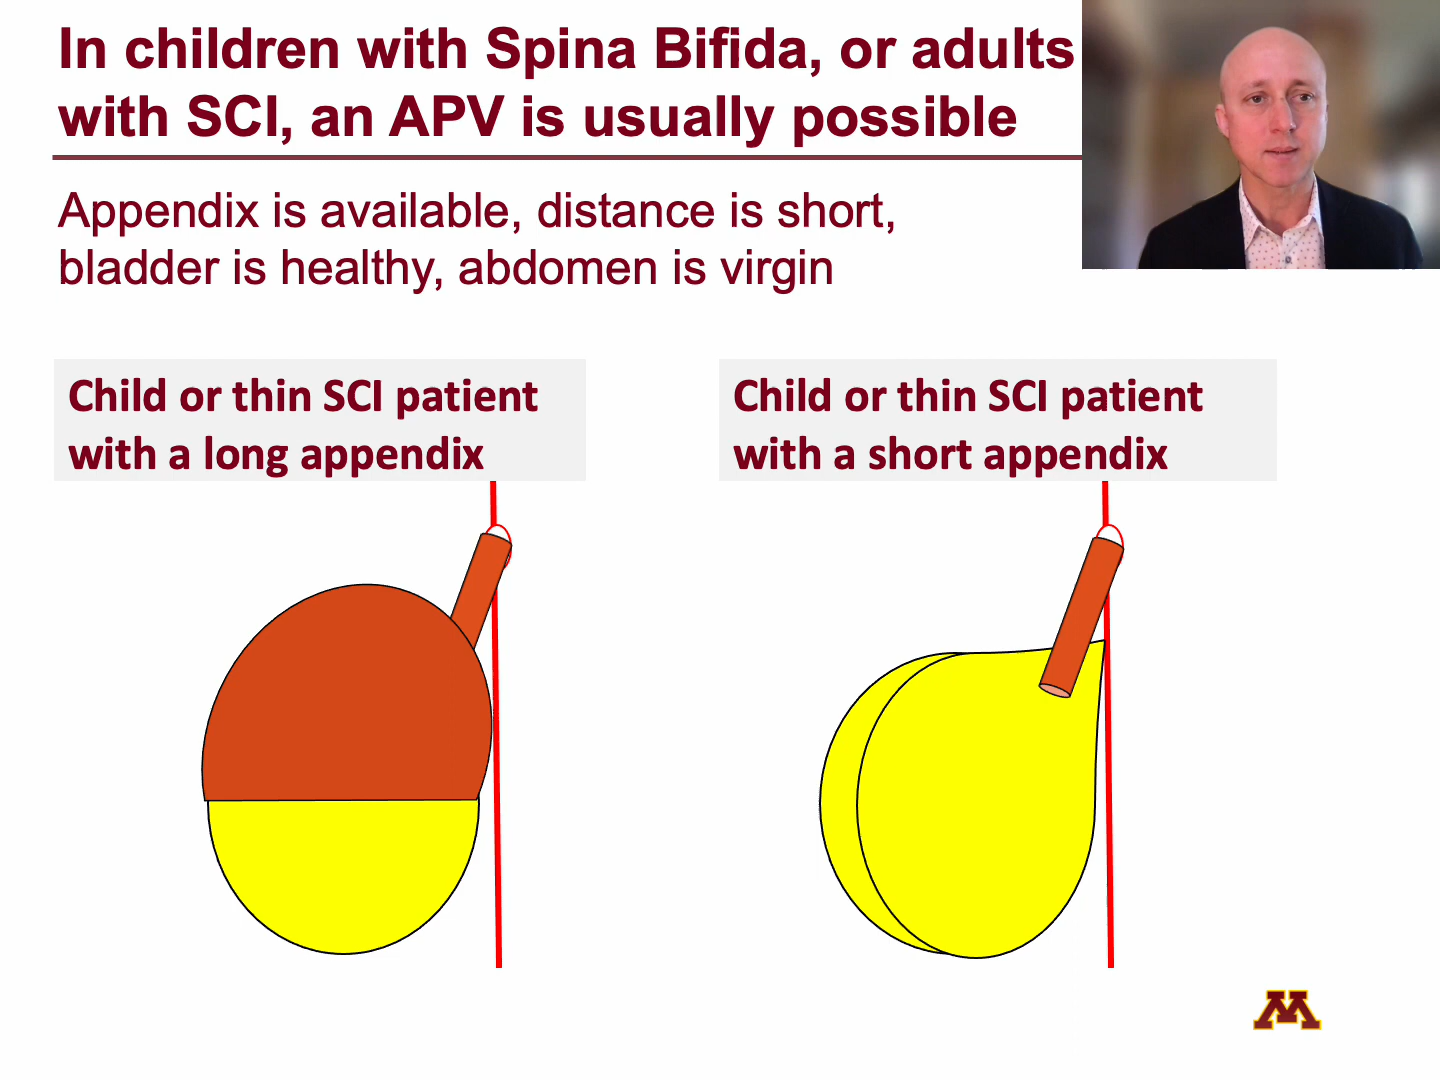 In children with Spina Bifida, or adults
with SCI, an APV is usually possible
Appendix is available, distance is short,
bladder is healthy, abdomen is virgin
Child or thin SCI patient
with a long appendix
Child or thin SCI patient
with a short appendix
M